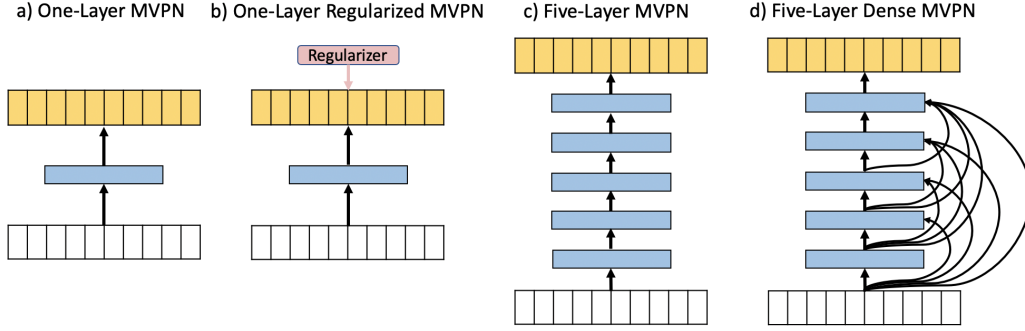 a) One-Layer MVPN
b) One-Layer Regularized MVPN
c) Five-Layer MVPN
d) Five-Layer Dense MVPN
Regularizer